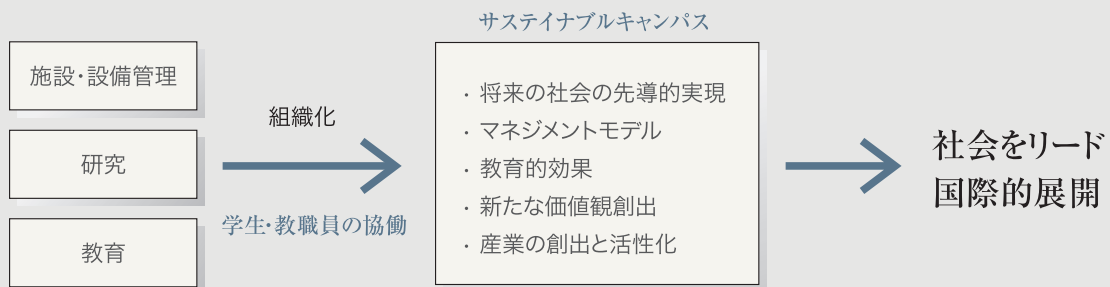 サステイナブルキャンパス
施設・設備管理
研究
教育
組織化
学生・教職員の協働
・将来の社会の先導的実現
・マネジメントモデル
・教育的効果
・新たな価値観創出
・産業の創出と活性化
社会をリード
国際的展開